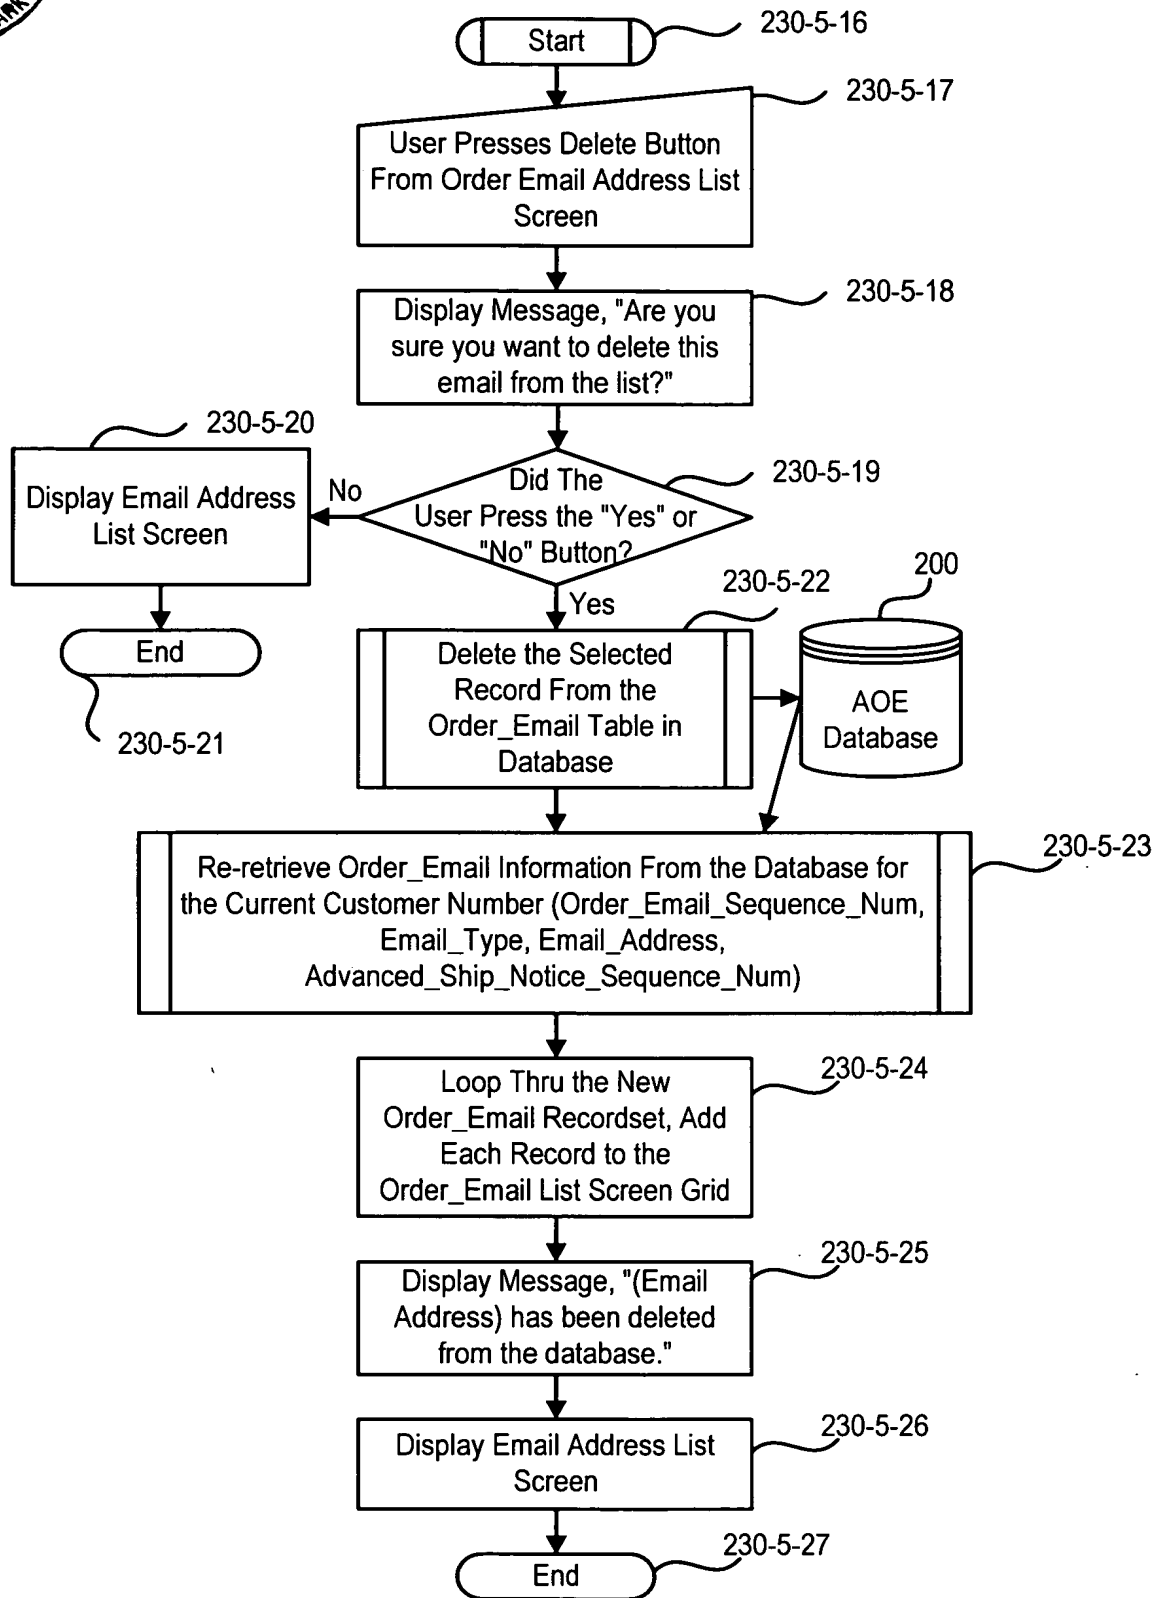 Start
230-5-16
230-5-17
User Presses Delete Button
From Order Email Address List
Screen
230-5-18
Display Message, "Are you
sure you want to delete this
email from the list?"
230-5-20
Display Email Address
List Screen
No
230-5-19
Did The
User Press the "Yes" or
"No" Button?
End
230-5-21
Yes
230-5-22
200
Delete the Selected
Record From the
Order_Email Table in
Database
AOE
Database
230-5-23
Re-retrieve Order_Email Information From the Database for
the Current Customer Number (Order_Email_Sequence_Num,
Email_Type, Email_Address,
Advanced_Ship_Notice_Sequence_Num)
230-5-24
Loop Thru the New
Order_Email Recordset, Add
Each Record to the
Order_Email List Screen Grid
230-5-25
Display Message, "(Email
Address) has been deleted
from the database."
230-5-26
Display Email Address List
Screen
230-5-27
End